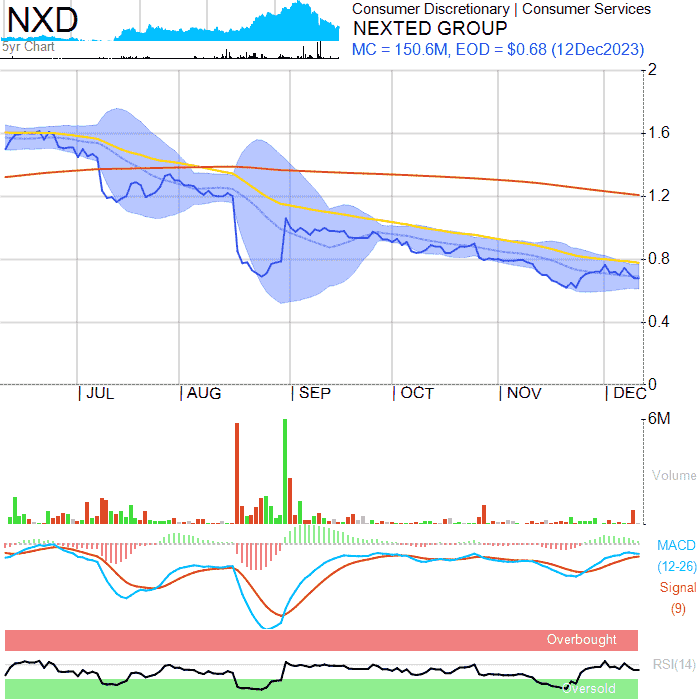 NXD
5yr Chart
Consumer Discretionary | Consumer Services
NEXTED GROUP
MC = 150.6M, EOD = $0.68 (12Dec2023)
2
1.6
1.2
0.8
0.4
0
| JUL
| AUG
| SEP
| OCT
| NOV
| DEC
6M
Volume
MACD
(12-26)
Signal
(9)
Overbought
RSI(14)
Oversold